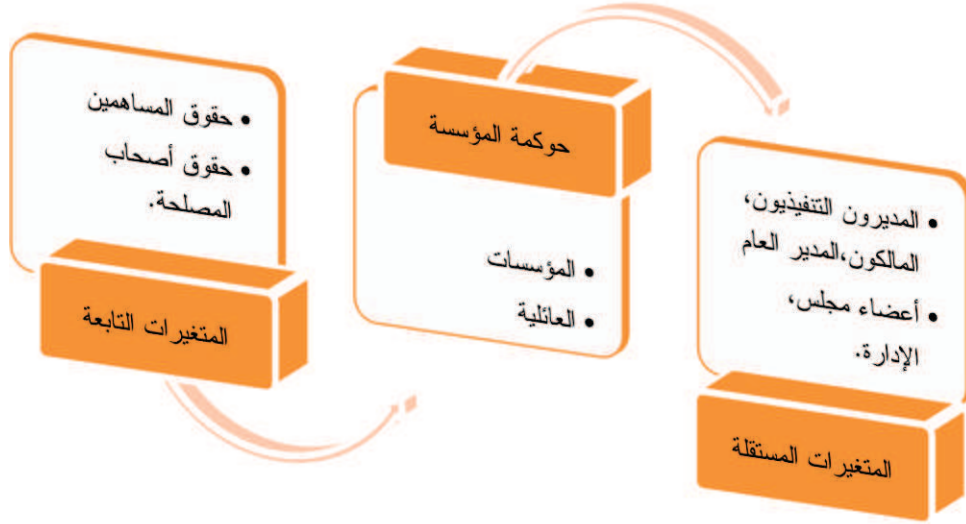 المديرون التنفيذيون،
المالكون،المدير العام
أعضاء مجلس،
الإدارة.
المتغيرات المستقلة
حوكمة المؤسسة
المؤسسات
العائلية
حقوق المساهمين
حقوق أصحاب
المصلحة.
المتغيرات التابعة